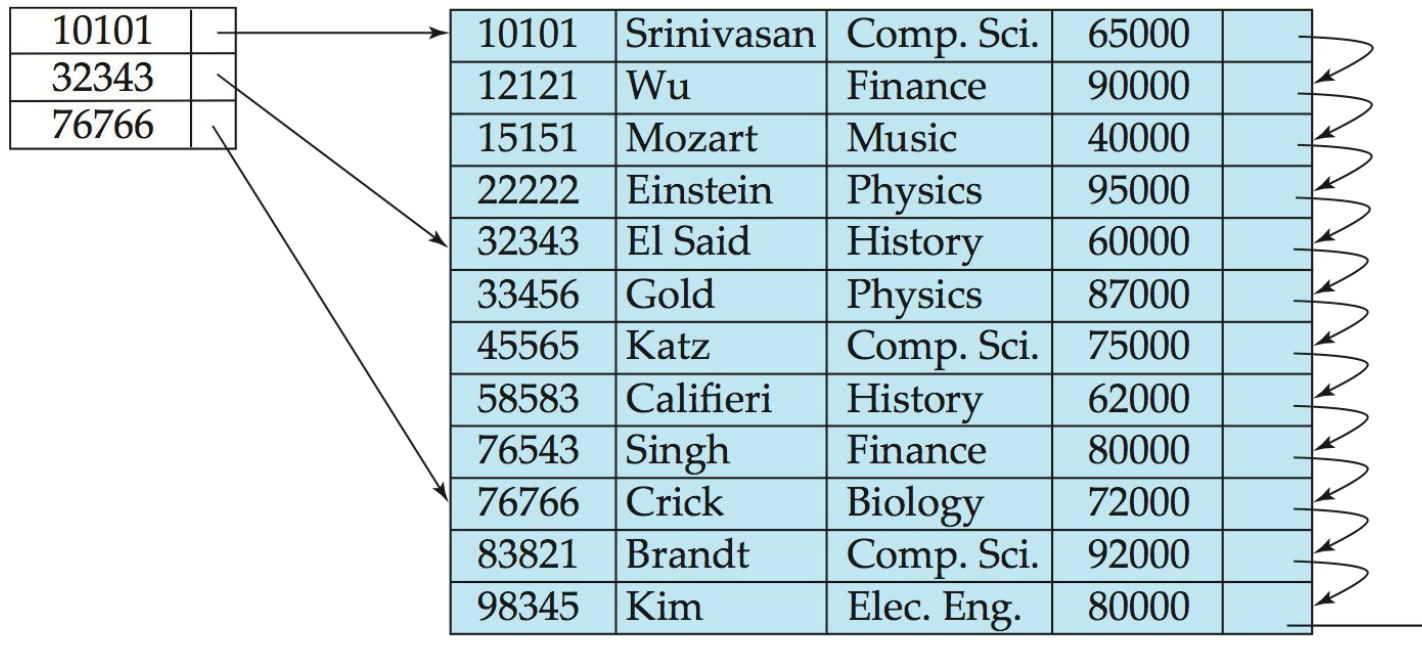 10101
32343
76766
10101 Srinivasan Comp. Sci. 65000
12121 Wu Finance 90000
15151 Mozart Music 40000
22222 Einstein Physics 95000
32343 El Said History 60000
33456 Gold Physics 87000
45565 Katz Comp. Sci. 75000
58583 Califieri History 62000
76543 Singh Finance 80000
76766 Crick Biology 72000
83821 Brandt Comp. Sci. 92000
98345 Kim Elec. Eng. 80000